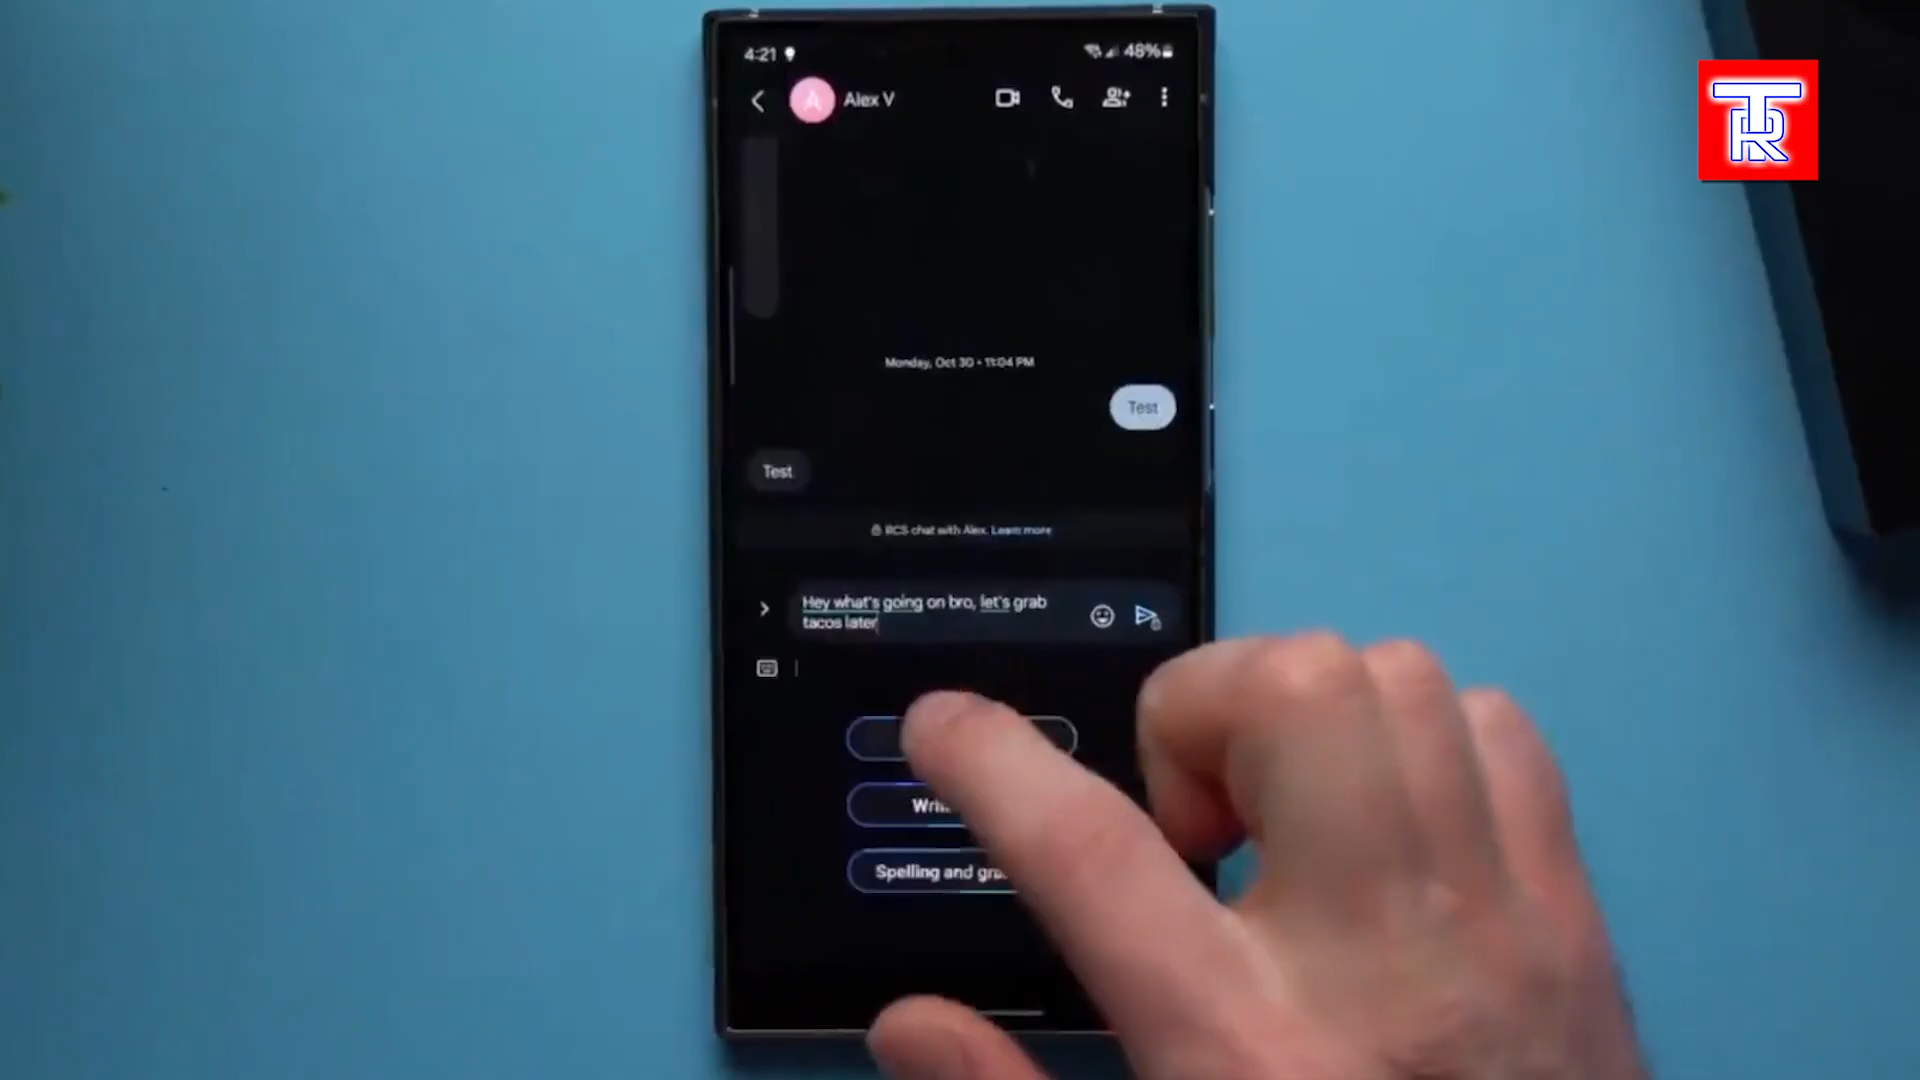 4:21
48%
A
Alex V
Monday, Oct 30 • 11:04 PM
Test
Test
RCS chat with Alex. Learn more
Hey what's going on bro, let's grab
tacos later
Spelling and
TR